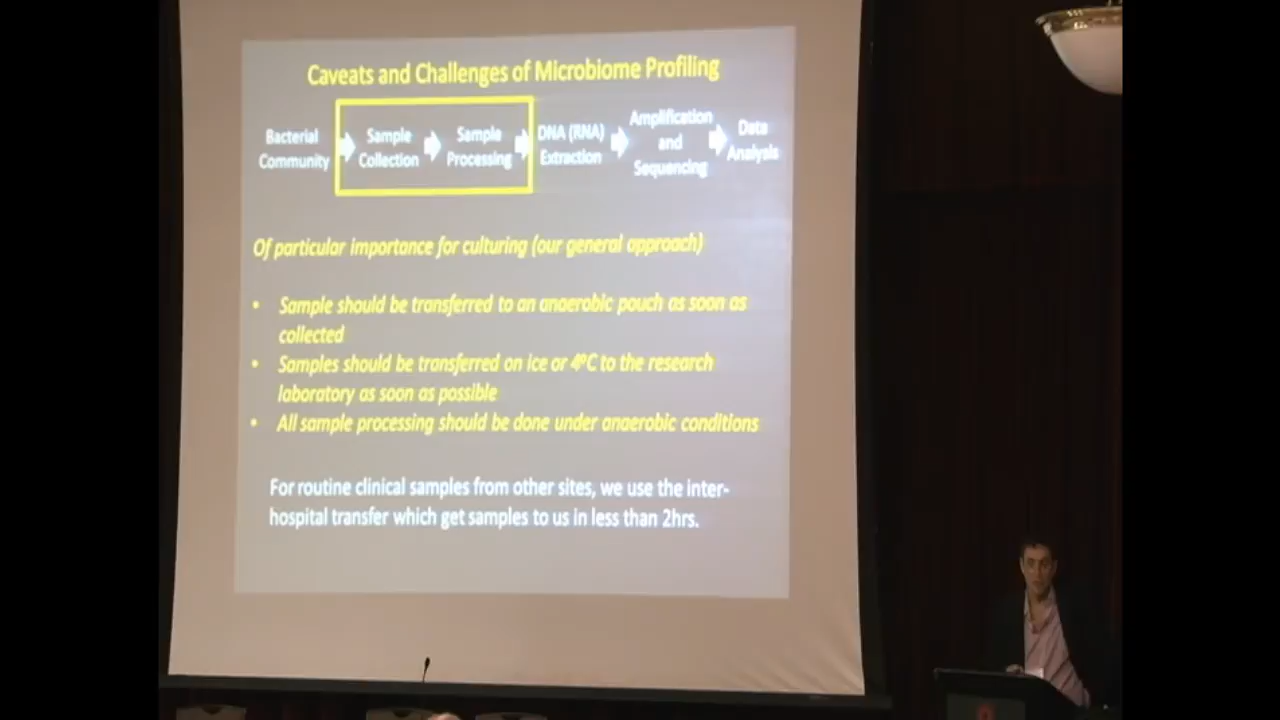 Caveats and Challenges of Microbiome Profiling
Bacterial
Community
Sample
Collection
Sample
Processing
DNA (RNA)
Extraction
Amplification
and
Sequencing
Data
Analysis
Of particular importance for culturing (our general approach)
• Sample should be transferred to an anaerobic pouch as soon as
collected
• Samples should be transferred on ice or 4ºC to the research
laboratory as soon as possible
• All sample processing should be done under anaerobic conditions
For routine clinical samples from other sites, we use the inter-
hospital transfer which get samples to us in less than 2hrs.